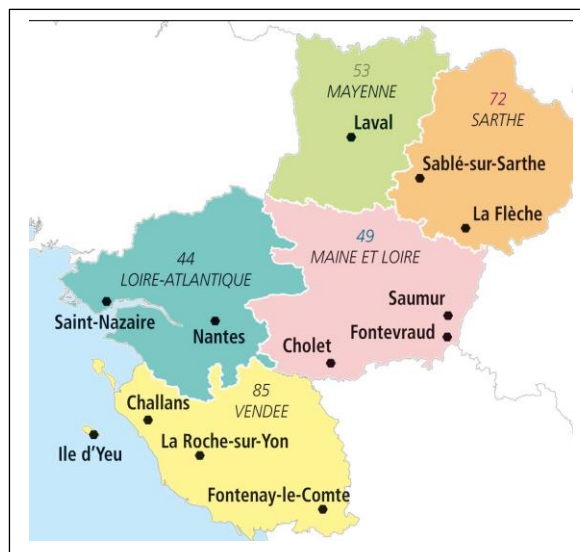 53
MAYENNE
Laval
72
SARTHE
Sablé-sur-Sarthe
La Flèche
44
LOIRE-ATLANTIQUE
49
MAINE ET LOIRE
Saint-Nazaire
Nantes
Saumur
Fontevraud
Cholet
85
VENDEE
Challans
Ile d'Yeu
La Roche-sur-Yon
Fontenay-le-Comte